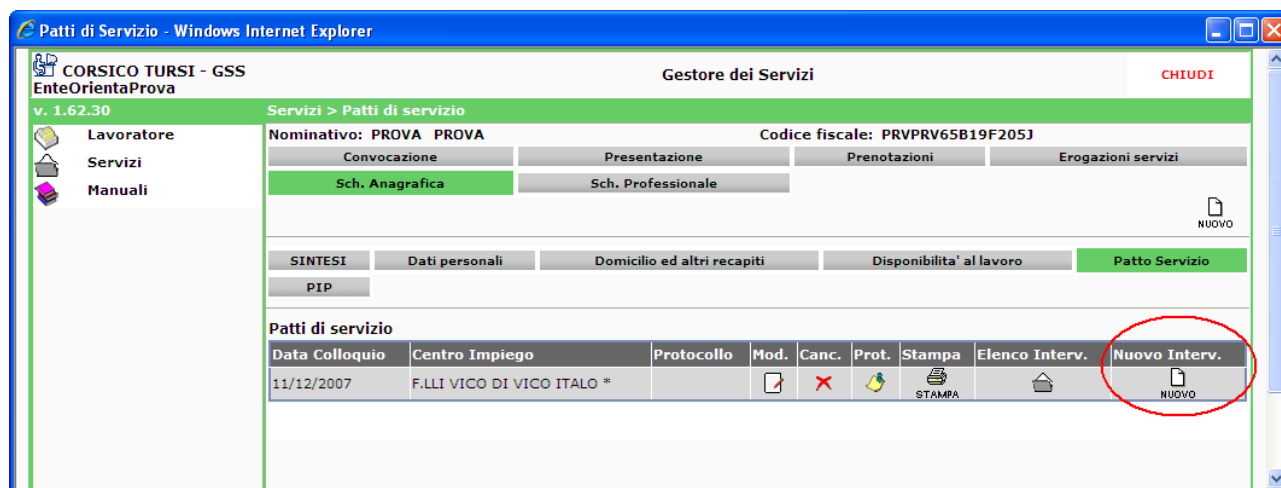 Patti di Servizio - Windows Internet Explorer
CORSICO TURSI - GSS
EnteOrientaProva
Gestore dei Servizi
CHIUDI
v. 1.62.30
Servizi > Patti di servizio
Lavoratore
Servizi
Manuali
Nominativo: PROVA PROVA
Codice fiscale: PRVPRV65B19F205J
Convocazione Presentazione Prenotazioni Erogazioni servizi
Sch. Anagrafica Sch. Professionale
NUOVO
SINTESI Dati personali Domicilio ed altri recapiti Disponibilita' al lavoro Patto Servizio
PIP
Patti di servizio
Data Colloquio Centro Impiego Protocollo Mod. Canc. Prot. Stampa Elenco Interv. Nuovo Interv.
11/12/2007 F.LLI VICO DI VICO ITALO * STAMPA NUOVO